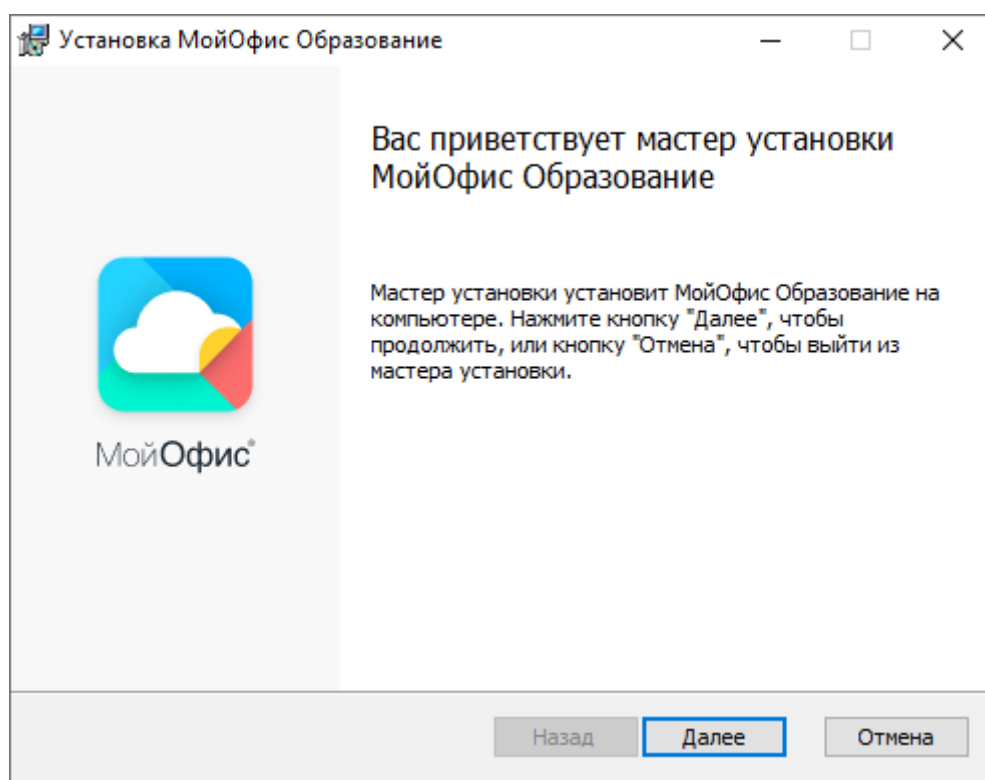 Установка МойОфис Образование
Вас приветствует мастер установки
МойОфис Образование
Мастер установки установит МойОфис Образование на
компьютере. Нажмите кнопку "Далее", чтобы
продолжить, или кнопку "Отмена", чтобы выйти из
мастера установки.
МойОфис®
Назад
Далее
Отмена